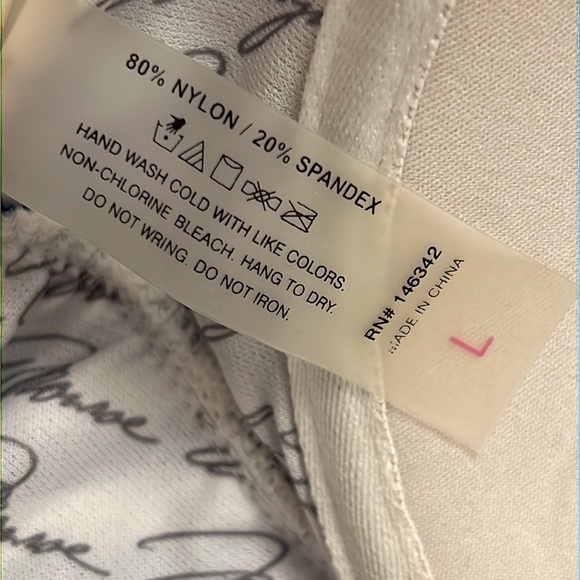 80% NYLON / 20% SPANDEX
HAND WASH COLD WITH LIKE COLORS.
NON-CHLORINE BLEACH. HANG TO DRY.
DO NOT WRING. DO NOT IRON.
RN# 146342
MADE IN CHINA
L